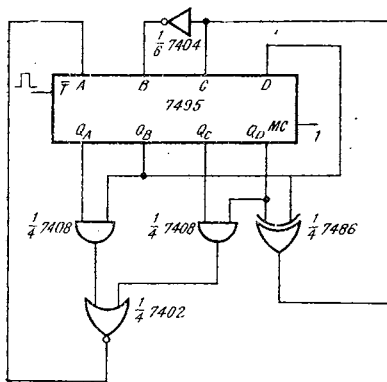 1/6 7404
T̅ A B C D
7495
Q_A Q_B Q_C Q_D MC 1
1/4 7408 1/4 7408 1/4 7486
1/4 7402